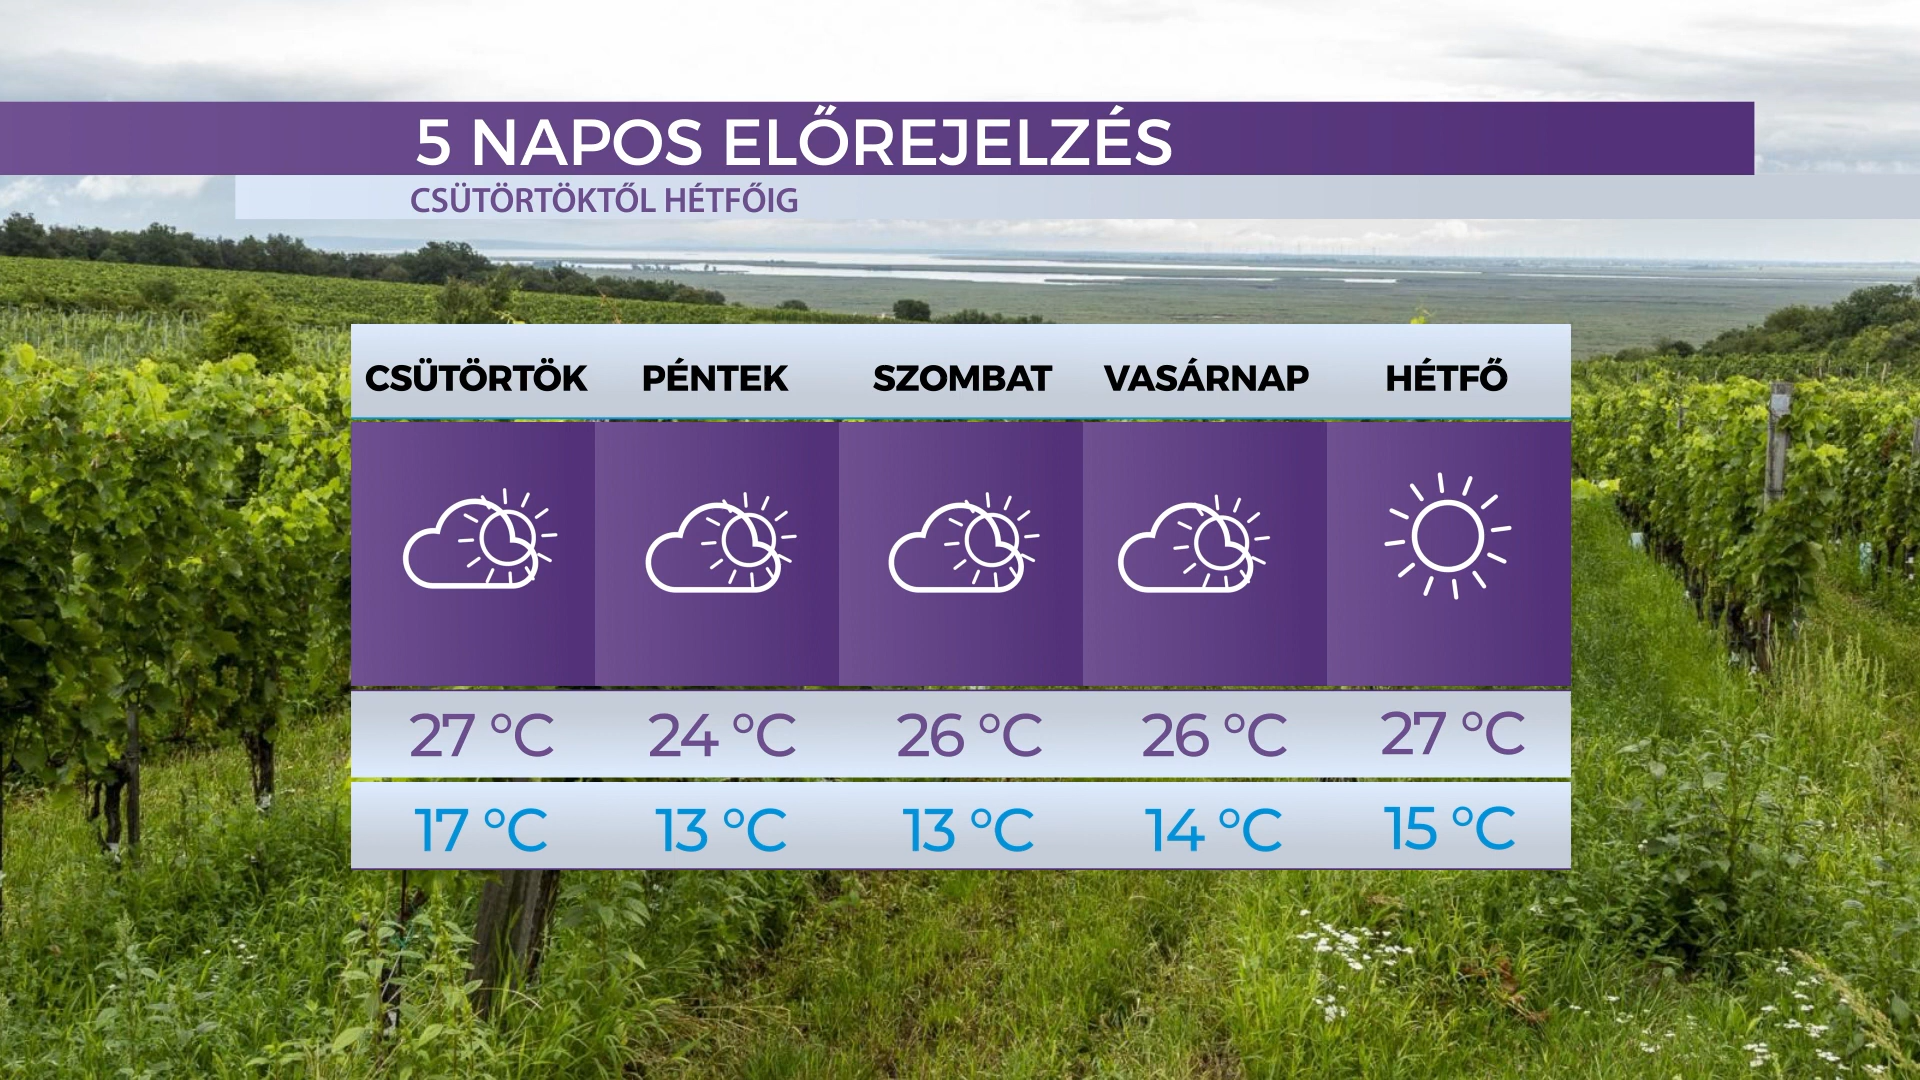 5 NAPOS ELŐREJELZÉS
CSÜTÖRTÖKTŐL HÉTFŐIG
CSÜTÖRTÖK PÉNTEK SZOMBAT VASÁRNAP HÉTFŐ
27 °C 24 °C 26 °C 26 °C 27 °C
17 °C 13 °C 13 °C 14 °C 15 °C